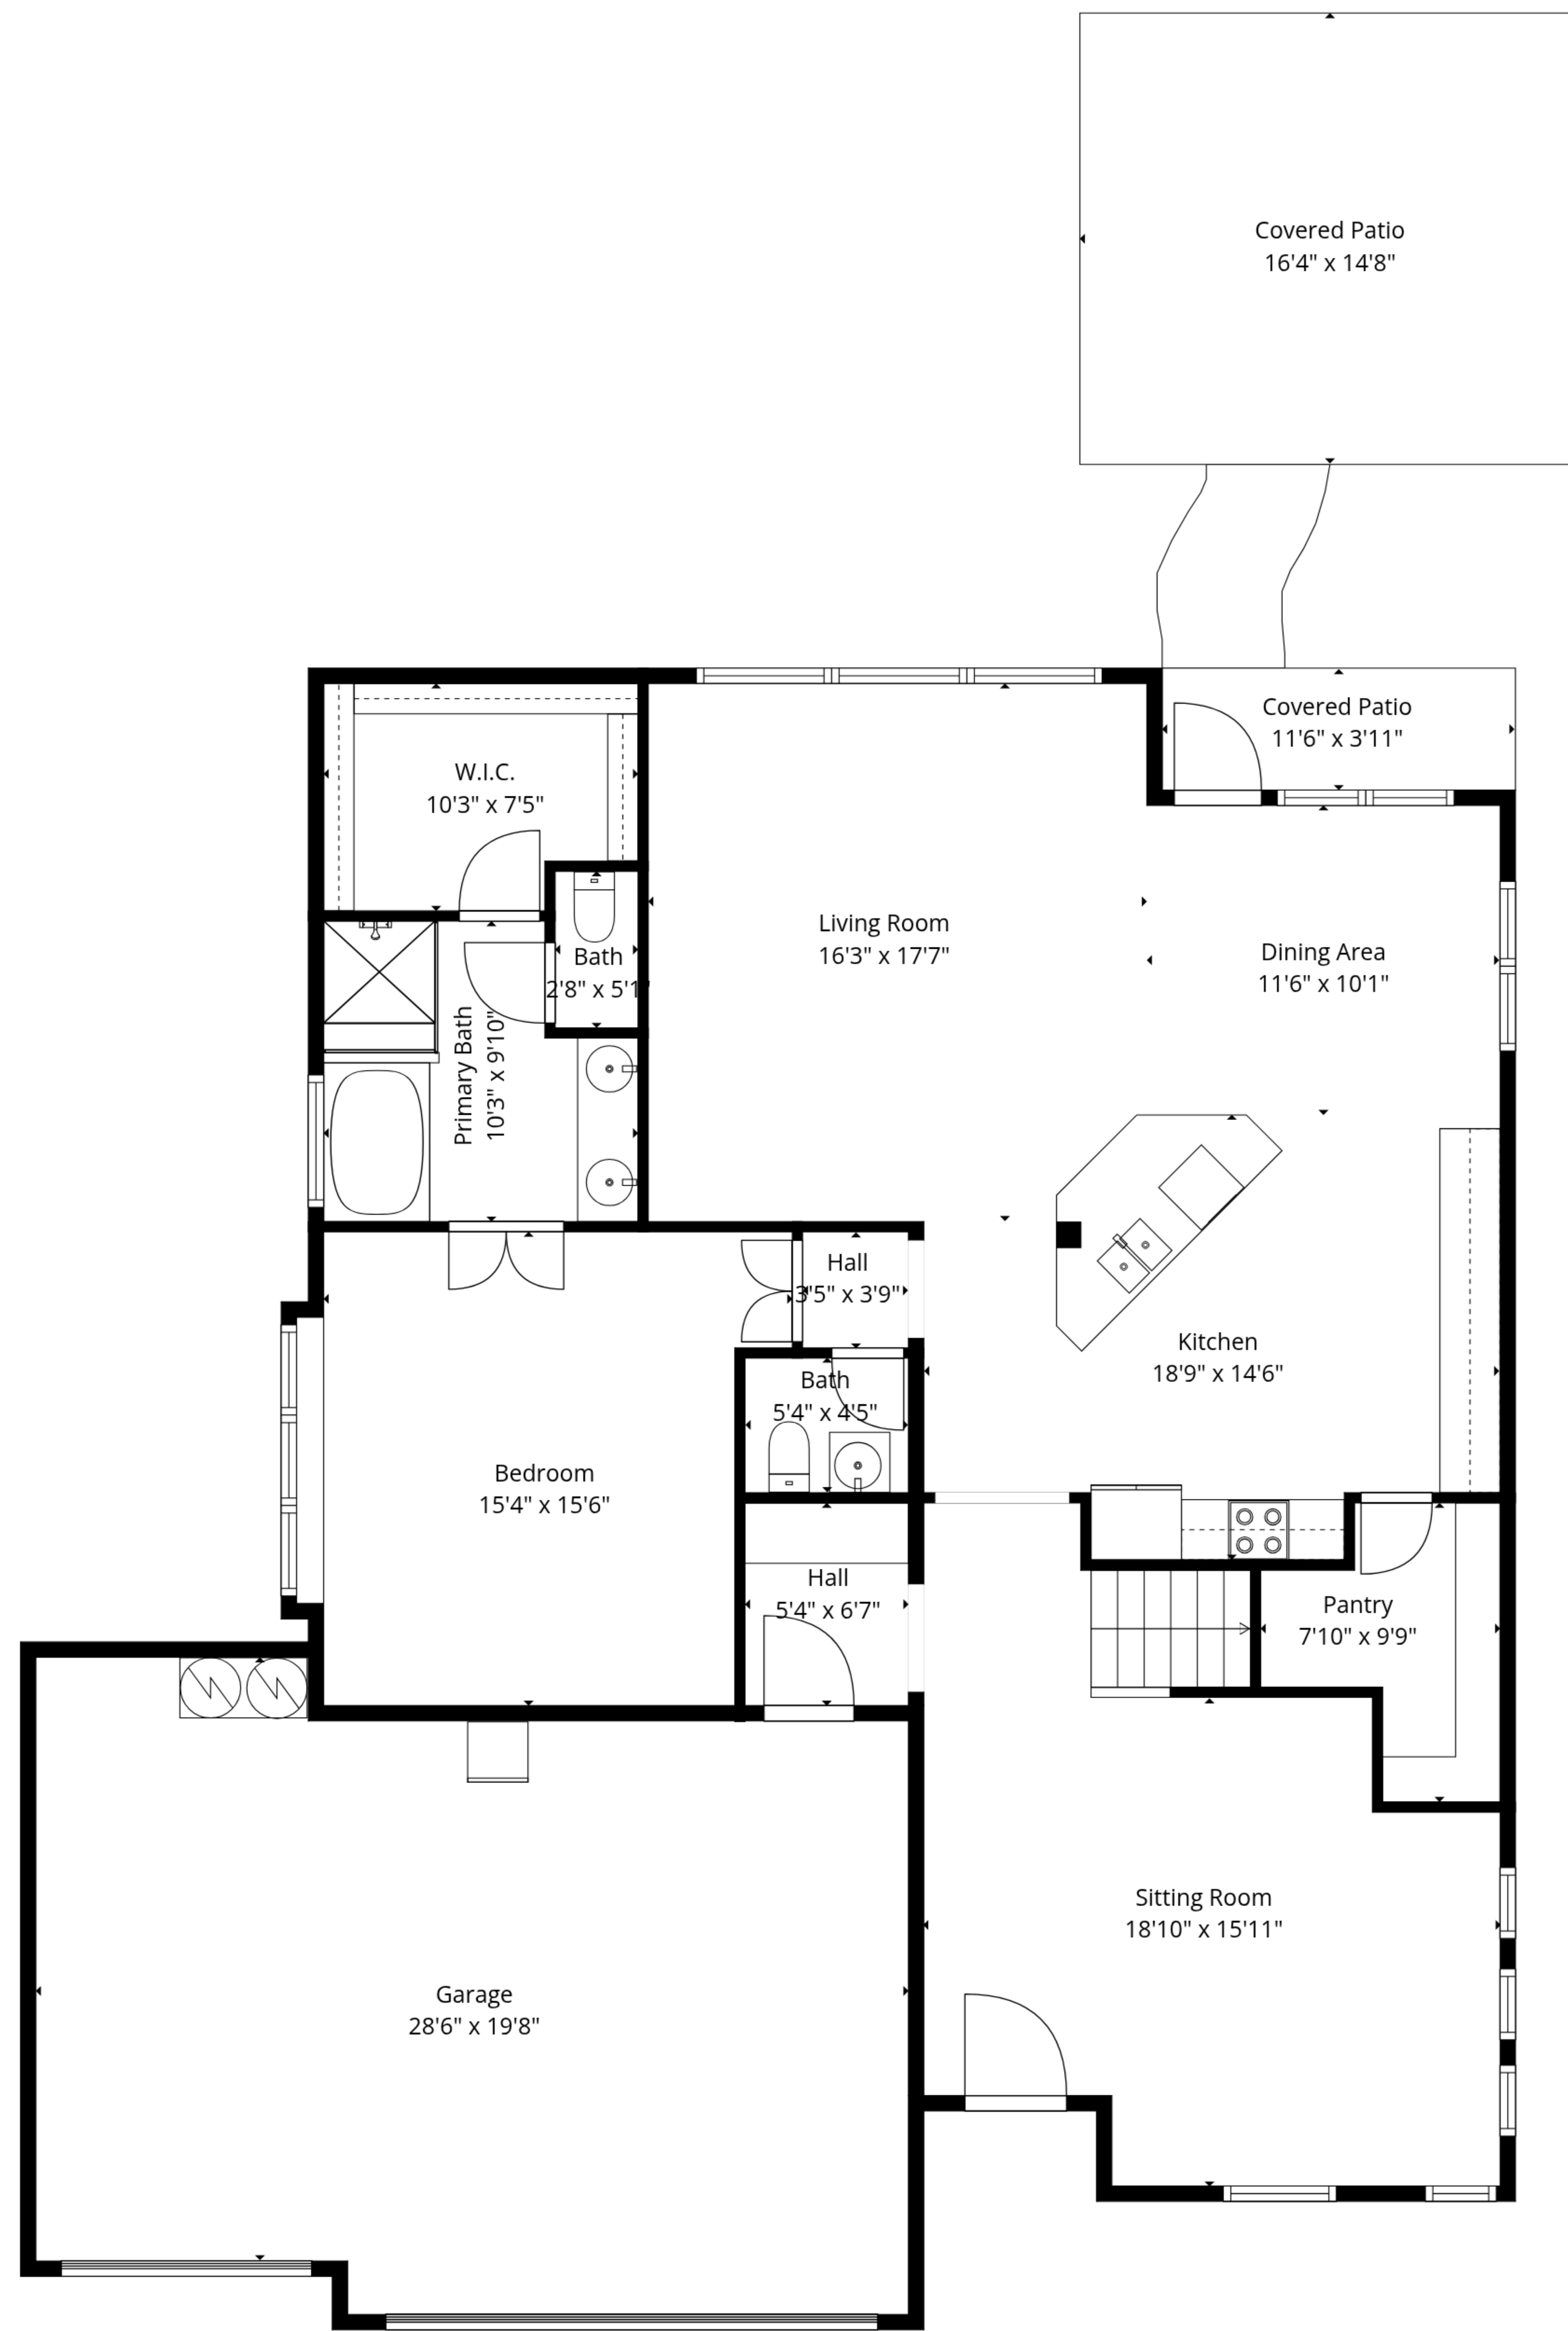 Covered Patio
16'4" x 14'8"
Covered Patio
11'6" x 3'11"
W.I.C.
10'3" x 7'5"
Living Room
16'3" x 17'7"
Dining Area
11'6" x 10'1"
Bath
2'8" x 5'1"
Primary Bath
10'3" x 9'10"
Hall
3'5" x 3'9"
Kitchen
18'9" x 14'6"
Bath
5'4" x 4'5"
Bedroom
15'4" x 15'6"
Hall
5'4" x 6'7"
Pantry
7'10" x 9'9"
Sitting Room
18'10" x 15'11"
Garage
28'6" x 19'8"